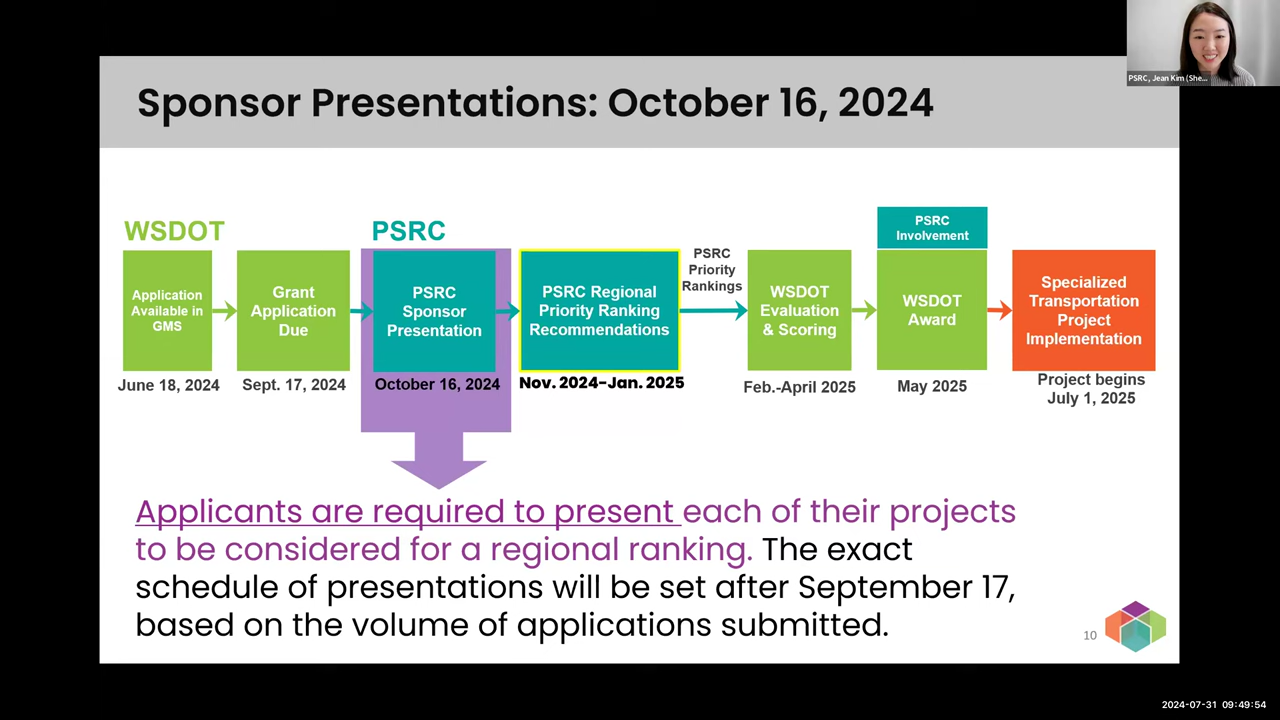 PSRC, Jean Kim (She...
Sponsor Presentations: October 16, 2024
WSDOT
PSRC
Application
Available in
GMS
June 18, 2024
Grant
Application
Due
Sept. 17, 2024
PSRC
Sponsor
Presentation
October 16, 2024
PSRC Regional
Priority Ranking
Recommendations
Nov. 2024-Jan. 2025
PSRC
Priority
Rankings
WSDOT
Evaluation
& Scoring
Feb.-April 2025
PSRC
Involvement
WSDOT
Award
May 2025
Specialized
Transportation
Project
Implementation
Project begins
July 1, 2025
Applicants are required to present each of their projects
to be considered for a regional ranking. The exact
schedule of presentations will be set after September 17,
based on the volume of applications submitted.
10
2024-07-31 09:49:54